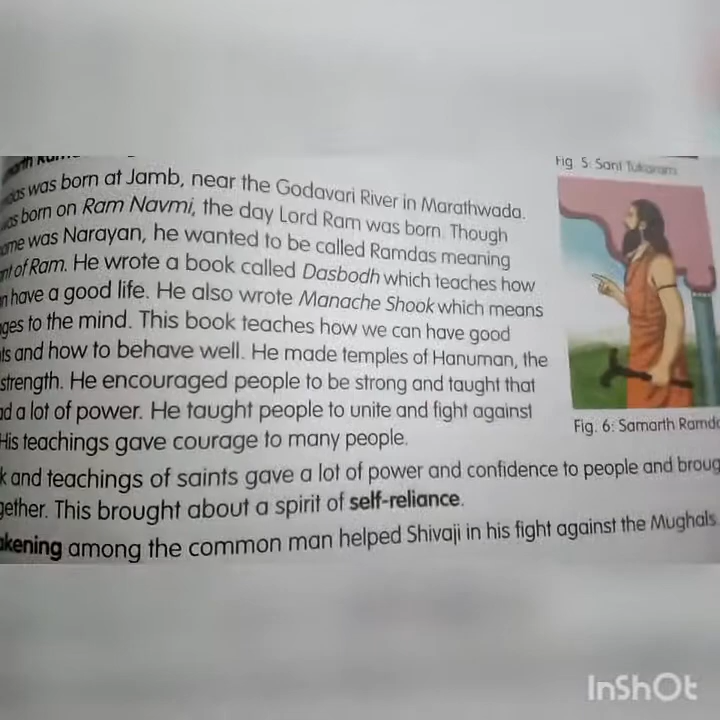 Fig. 5: Sant Tukaram
was born at Jamb, near the Godavari River in Marathwada.
born on Ram Navmi, the day Lord Ram was born. Though
was Narayan, he wanted to be called Ramdas meaning
of Ram. He wrote a book called Dasbodh which teaches how
have a good life. He also wrote Manache Shook which means
to the mind. This book teaches how we can have good
and how to behave well. He made temples of Hanuman, the
strength. He encouraged people to be strong and taught that
a lot of power. He taught people to unite and fight against
His teachings gave courage to many people.
Fig. 6: Samarth Ramd
k and teachings of saints gave a lot of power and confidence to people and broug
gether. This brought about a spirit of self-reliance.
kening among the common man helped Shivaji in his fight against the Mughals.
InShOt